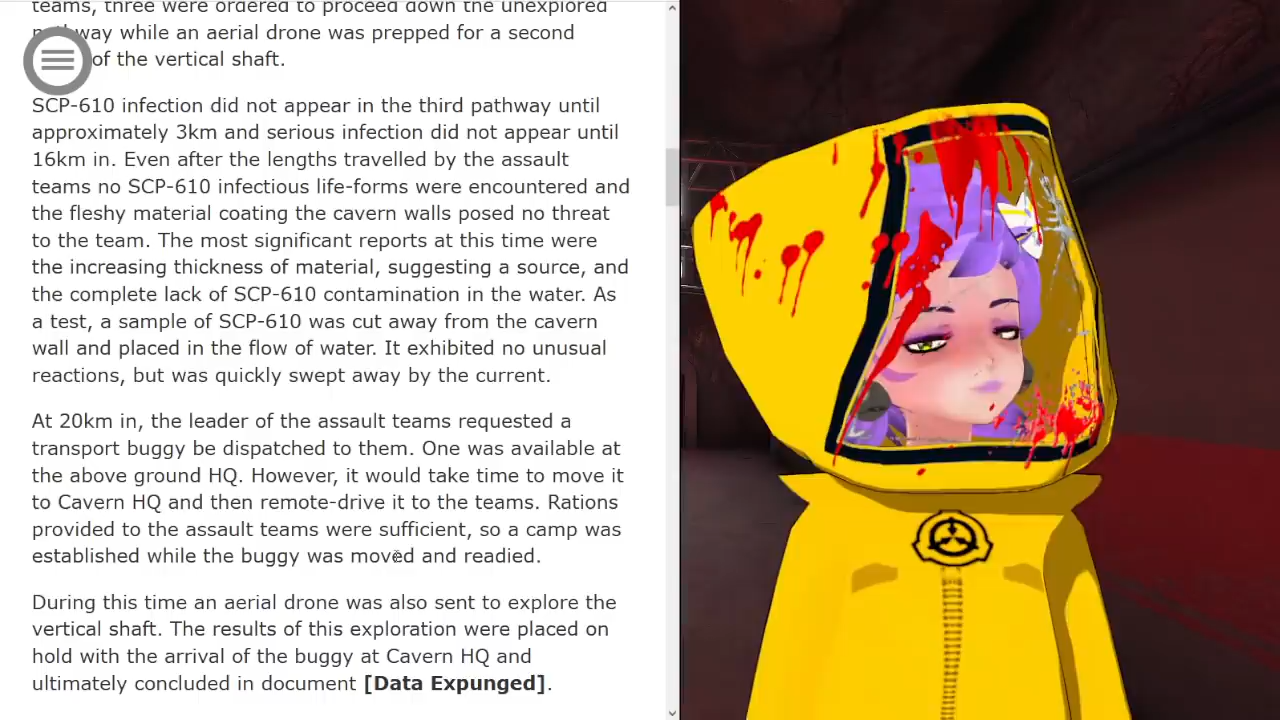 teams, three were ordered to proceed down the unexplored
way while an aerial drone was prepped for a second
of the vertical shaft.
SCP-610 infection did not appear in the third pathway until
approximately 3km and serious infection did not appear until
16km in. Even after the lengths travelled by the assault
teams no SCP-610 infectious life-forms were encountered and
the fleshy material coating the cavern walls posed no threat
to the team. The most significant reports at this time were
the increasing thickness of material, suggesting a source, and
the complete lack of SCP-610 contamination in the water. As
a test, a sample of SCP-610 was cut away from the cavern
wall and placed in the flow of water. It exhibited no unusual
reactions, but was quickly swept away by the current.
At 20km in, the leader of the assault teams requested a
transport buggy be dispatched to them. One was available at
the above ground HQ. However, it would take time to move it
to Cavern HQ and then remote-drive it to the teams. Rations
provided to the assault teams were sufficient, so a camp was
established while the buggy was moved and readied.
During this time an aerial drone was also sent to explore the
vertical shaft. The results of this exploration were placed on
hold with the arrival of the buggy at Cavern HQ and
ultimately concluded in document [Data Expunged].